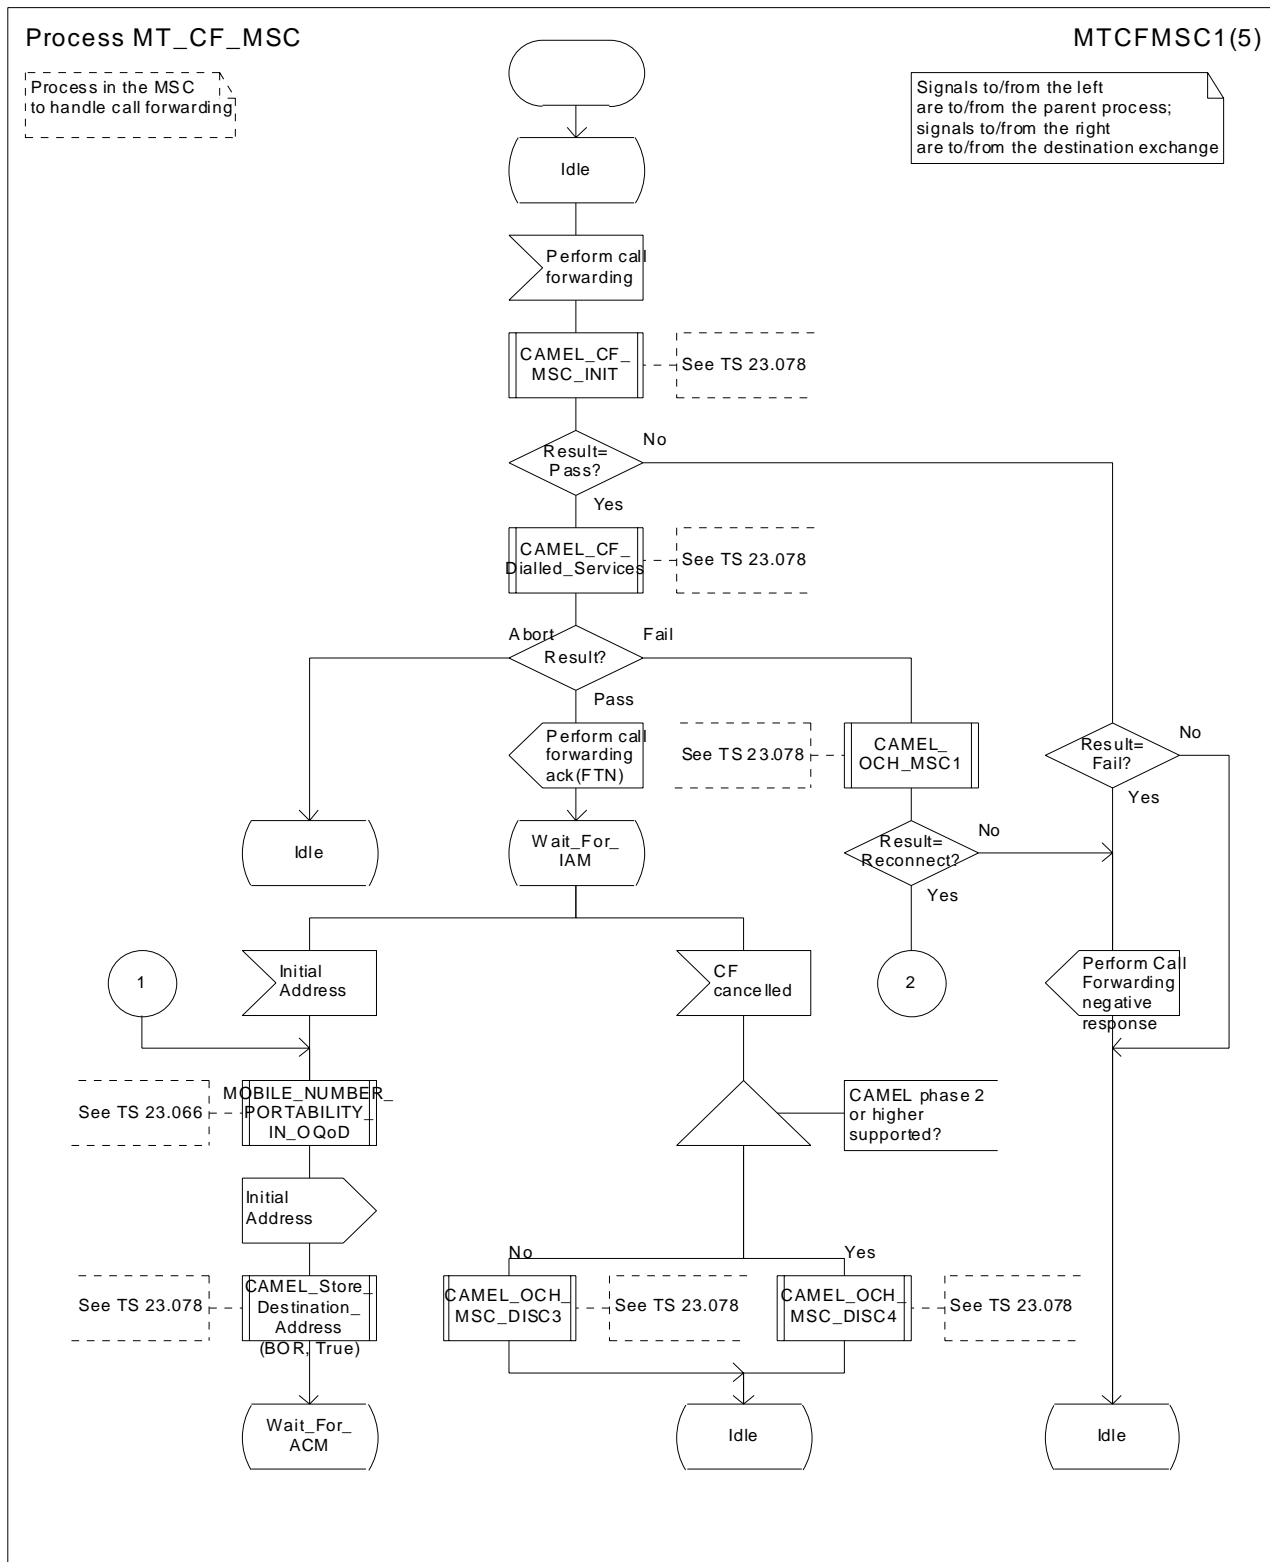 Process MT_CF_MSC
MTCFMSC1(5)
Process in the MSC
to handle call forwarding
Signals to/from the left
are to/from the parent process;
signals to/from the right
are to/from the destination exchange
Idle
Perform call
forwarding
CAMEL_CF_
MSC_INIT
See TS 23.078
Result=
Pass?
No
Yes
CAMEL_CF_
Dialled_Services
See TS 23.078
Abort
Result?
Fail
Pass
Perform call
forwarding
ack(FTN)
See TS 23.078
CAMEL_
OCH_MSC1
Result=
Fail?
No
Yes
Idle
Wait_For_
IAM
Result=
Reconnect?
No
Yes
1
Initial
Address
CF
cancelled
2
Perform Call
Forwarding
negative
response
See TS 23.066
MOBILE_NUMBER_
PORTABILITY_
IN_OQoD
CAMEL phase 2
or higher
supported?
Initial
Address
No
Yes
See TS 23.078
CAMEL_Store_
Destination_
Address
(BOR, True)
CAMEL_OCH_
MSC_DISC3
See TS 23.078
CAMEL_OCH_
MSC_DISC4
See TS 23.078
Wait_For_
ACM
Idle
Idle